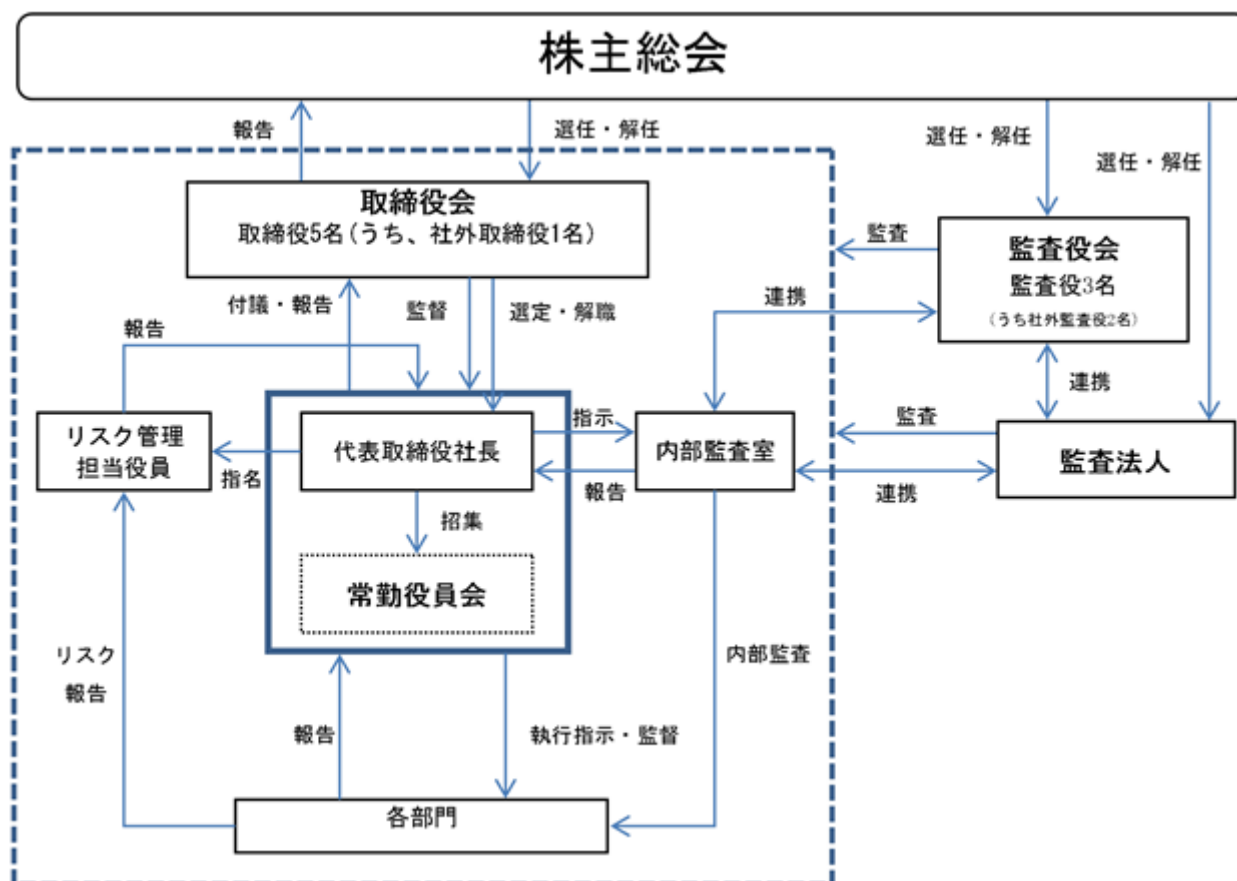 株主総会
報告
選任・解任
選任・解任
選任・解任
取締役会
取締役5名(うち、社外取締役1名)
監査
監査役会
監査役3名
(うち社外監査役2名)
付議・報告
監督
選定・解職
連携
報告
連携
リスク管理
担当役員
指名
代表取締役社長
指示
報告
内部監査室
監査
連携
監査法人
招集
常勤役員会
リスク
報告
内部監査
報告
執行指示・監督
各部門